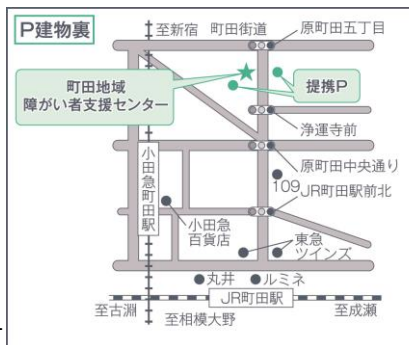 P建物裏
至新宿
町田街道
原町田五丁目
町田地域
障がい者支援センター
提携P
浄運寺前
小田急町田駅
原町田中央通り
109
JR町田駅前北
小田急
百貨店
東急
ツインズ
丸井
ルミネ
JR町田駅
至古淵
至成瀬
至相模大野